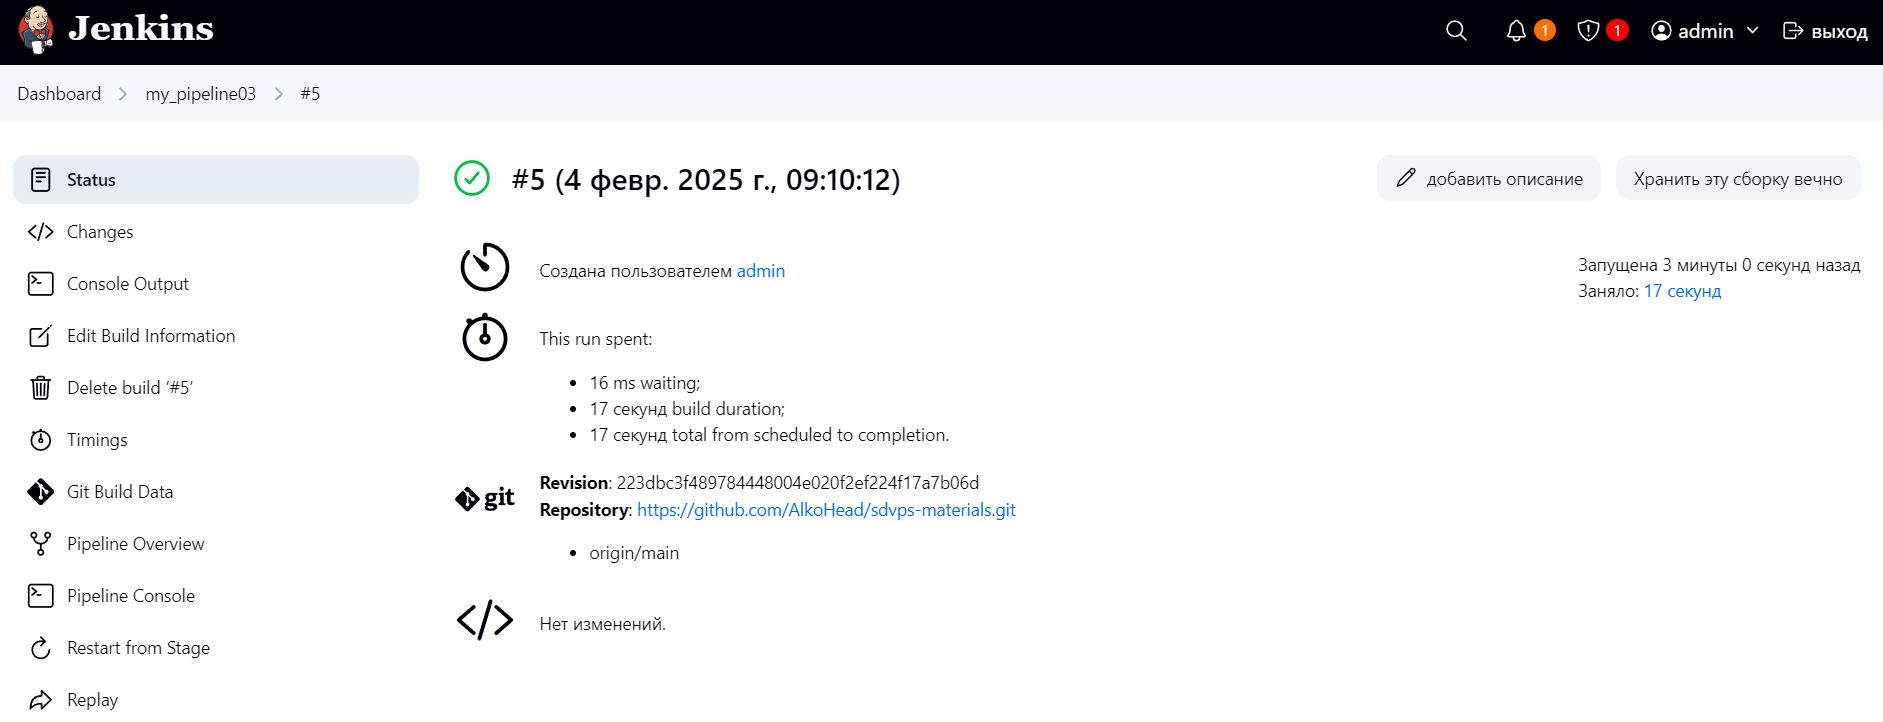 Jenkins
1
1
admin
выход
Dashboard
my_pipeline03
#5
Status
Changes
Console Output
Edit Build Information
Delete build ‘#5’
Timings
Git Build Data
Pipeline Overview
Pipeline Console
Restart from Stage
Replay
#5 (4 февр. 2025 г., 09:10:12)
добавить описание
Хранить эту сборку вечно
Создана пользователем admin
Запущена 3 минуты 0 секунд назад
Заняло: 17 секунд
This run spent:
16 ms waiting;
17 секунд build duration;
17 секунд total from scheduled to completion.
git
Revision: 223dbc3f489784448004e020f2ef224f17a7b06d
Repository: https://github.com/AlkoHead/sdvps-materials.git
origin/main
Нет изменений.